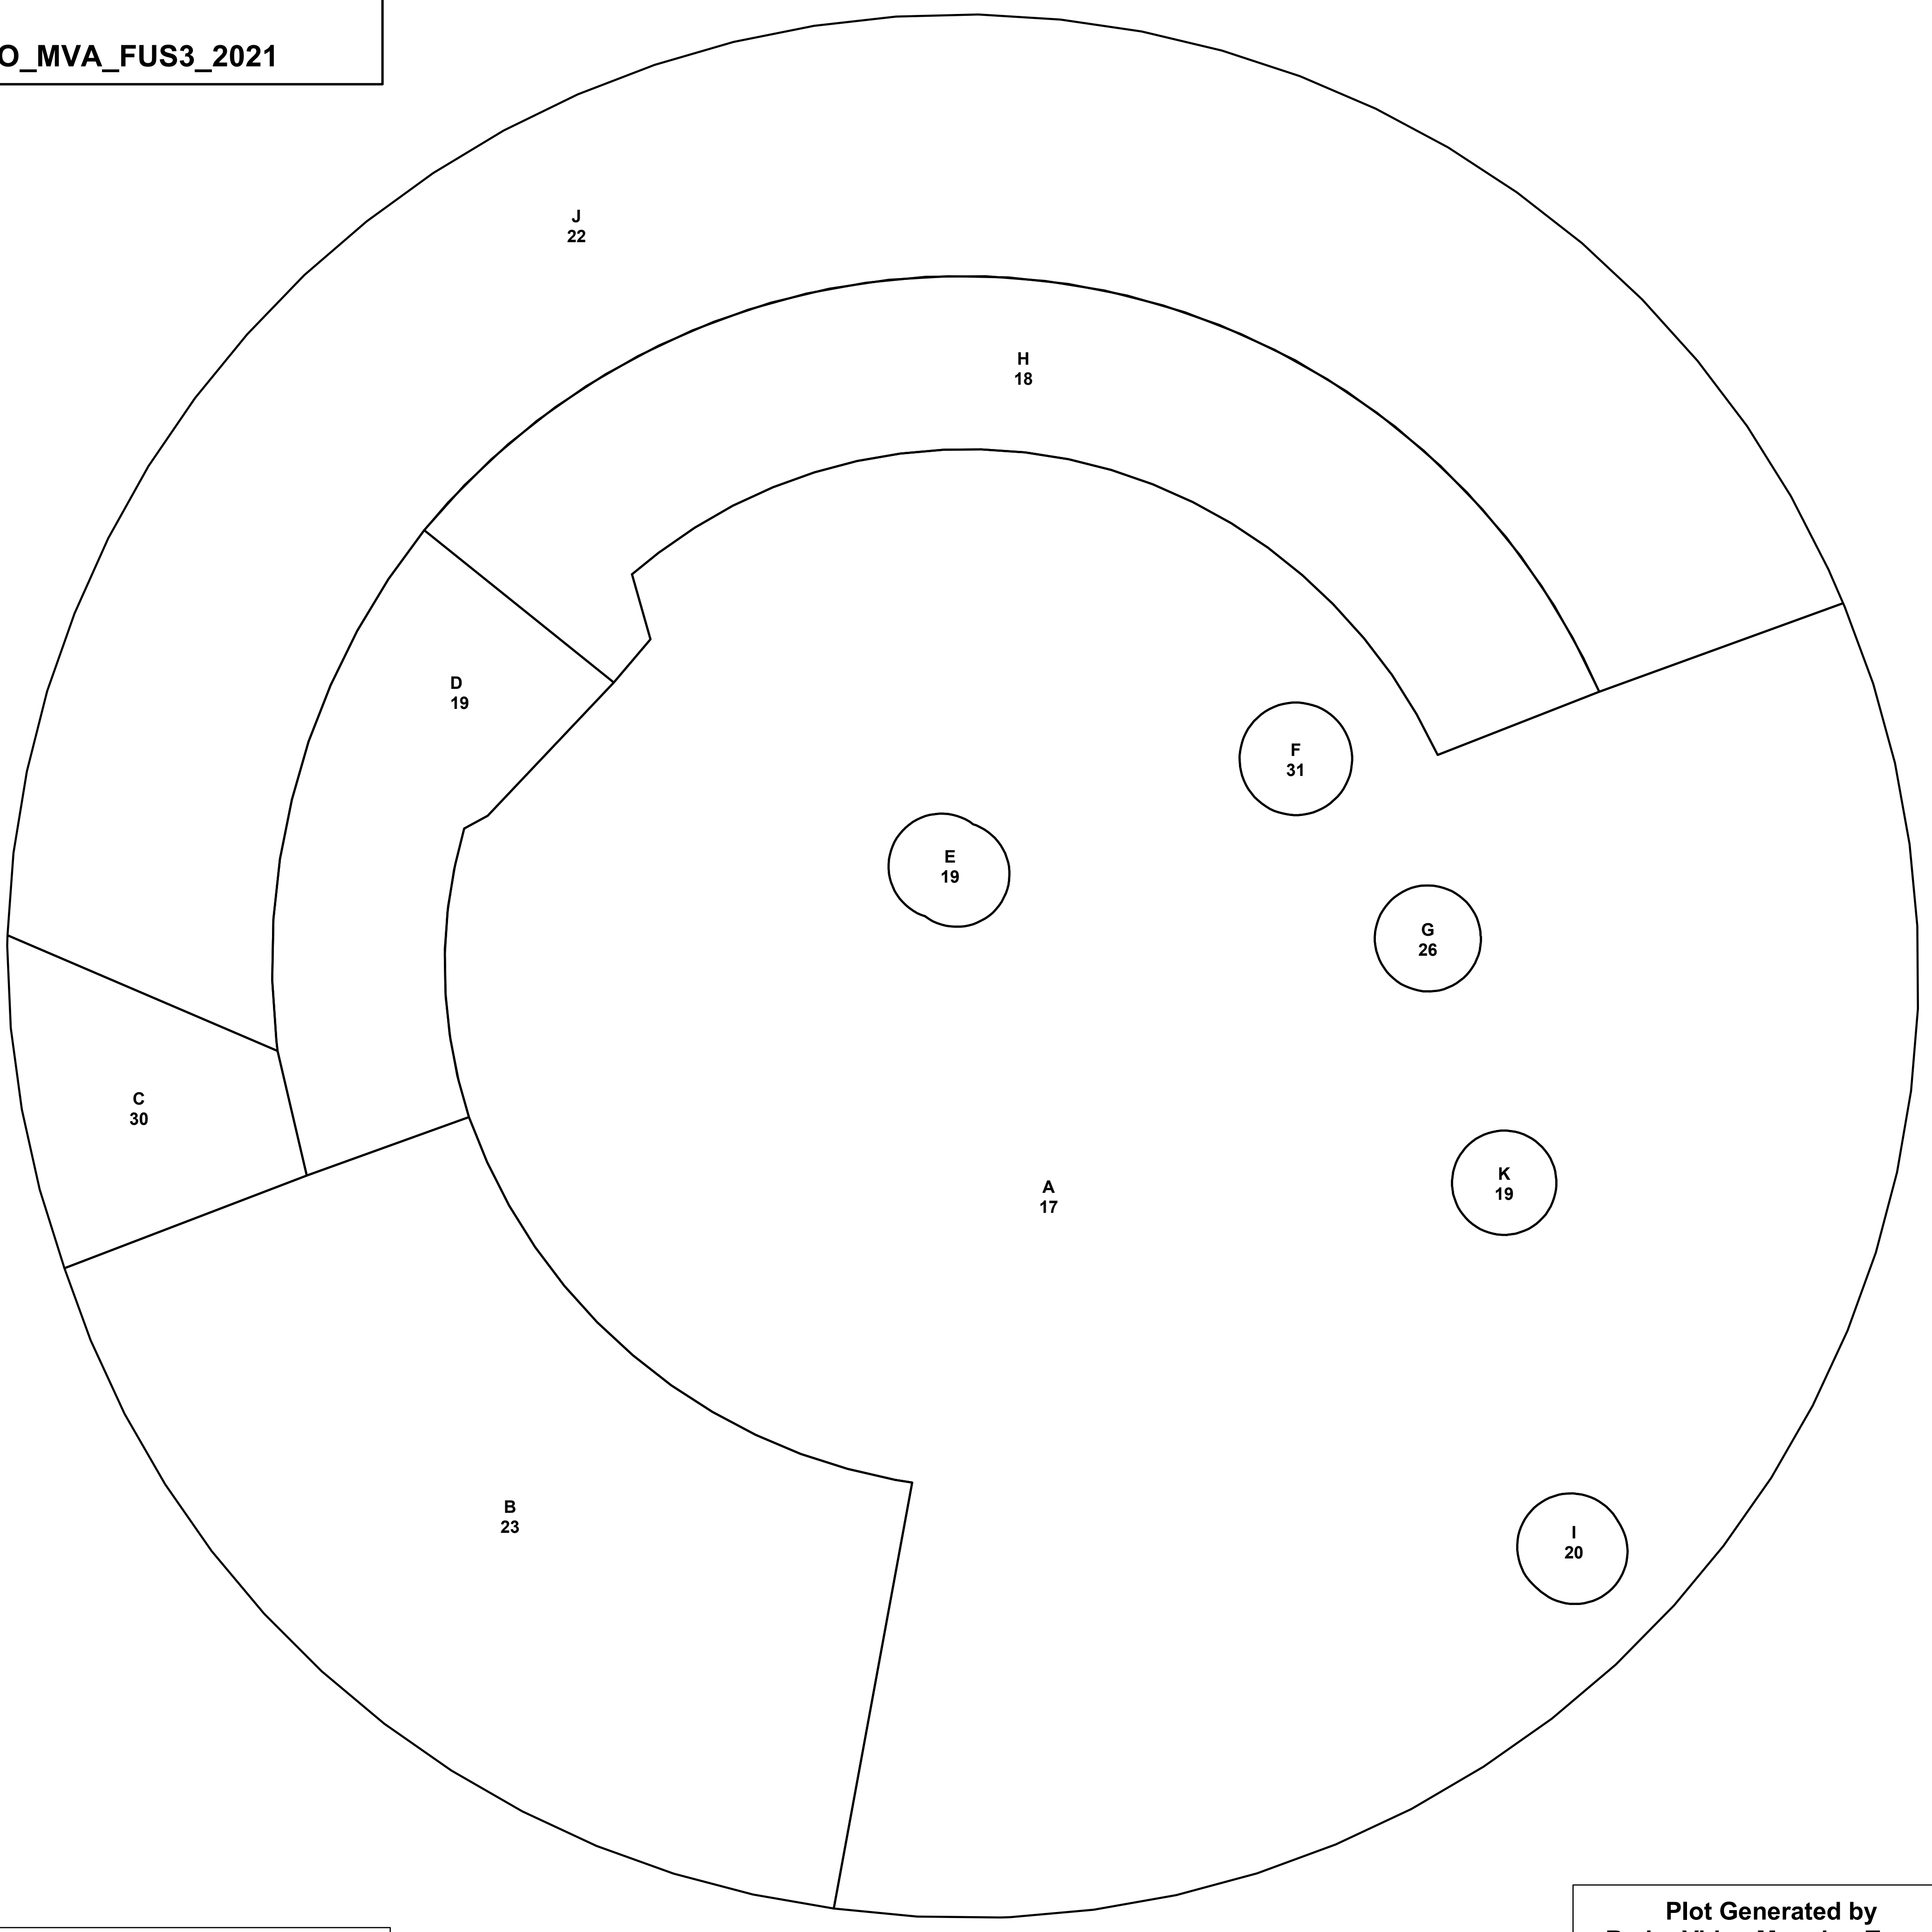 O_MVA_FUS3_2021
J
22
H
18
D
19
F
31
E
19
G
26
C
30
K
19
A
17
B
23
I
20
Plot Generated by